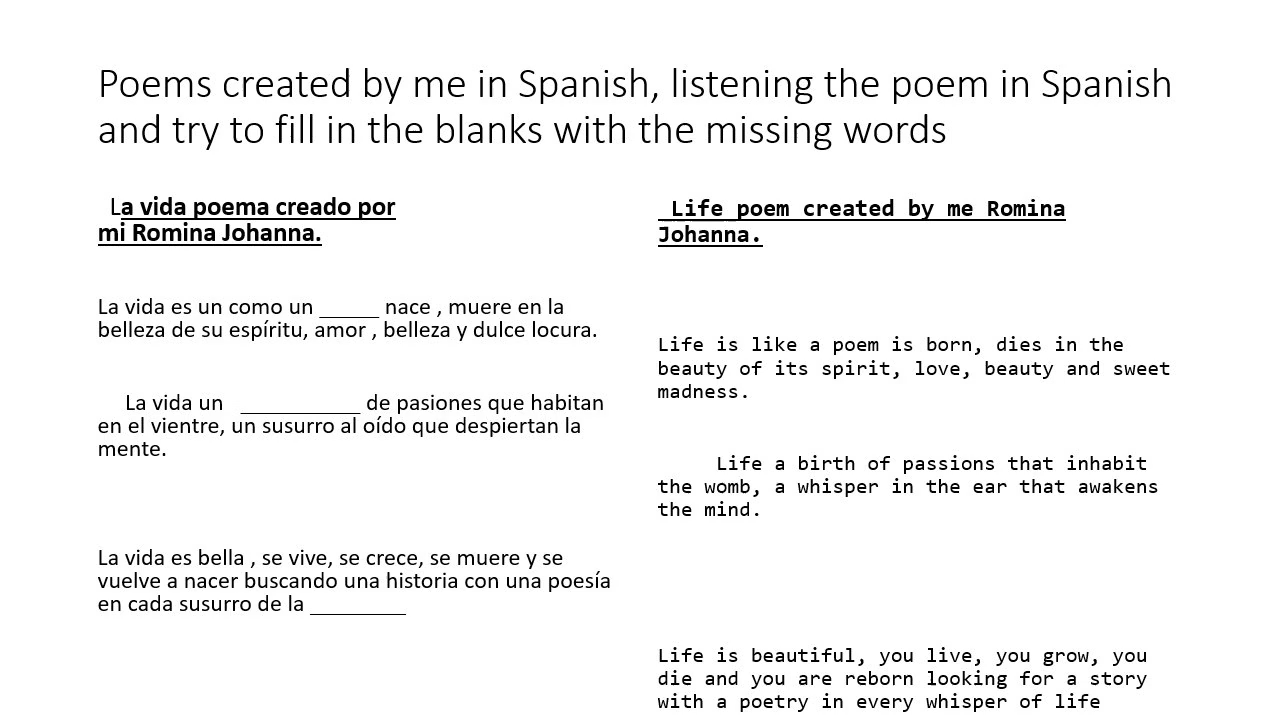 Poems created by me in Spanish, listening the poem in Spanish
and try to fill in the blanks with the missing words
La vida poema creado por
mi Romina Johanna.
La vida es un como un _____ nace , muere en la
belleza de su espíritu, amor , belleza y dulce locura.
La vida un __________ de pasiones que habitan
en el vientre, un susurro al oído que despiertan la
mente.
La vida es bella , se vive, se crece, se muere y se
vuelve a nacer buscando una historia con una poesía
en cada susurro de la ________
Life poem created by me Romina
Johanna.
Life is like a poem is born, dies in the
beauty of its spirit, love, beauty and sweet
madness.
Life a birth of passions that inhabit
the womb, a whisper in the ear that awakens
the mind.
Life is beautiful, you live, you grow, you
die and you are reborn looking for a story
with a poetry in every whisper of life